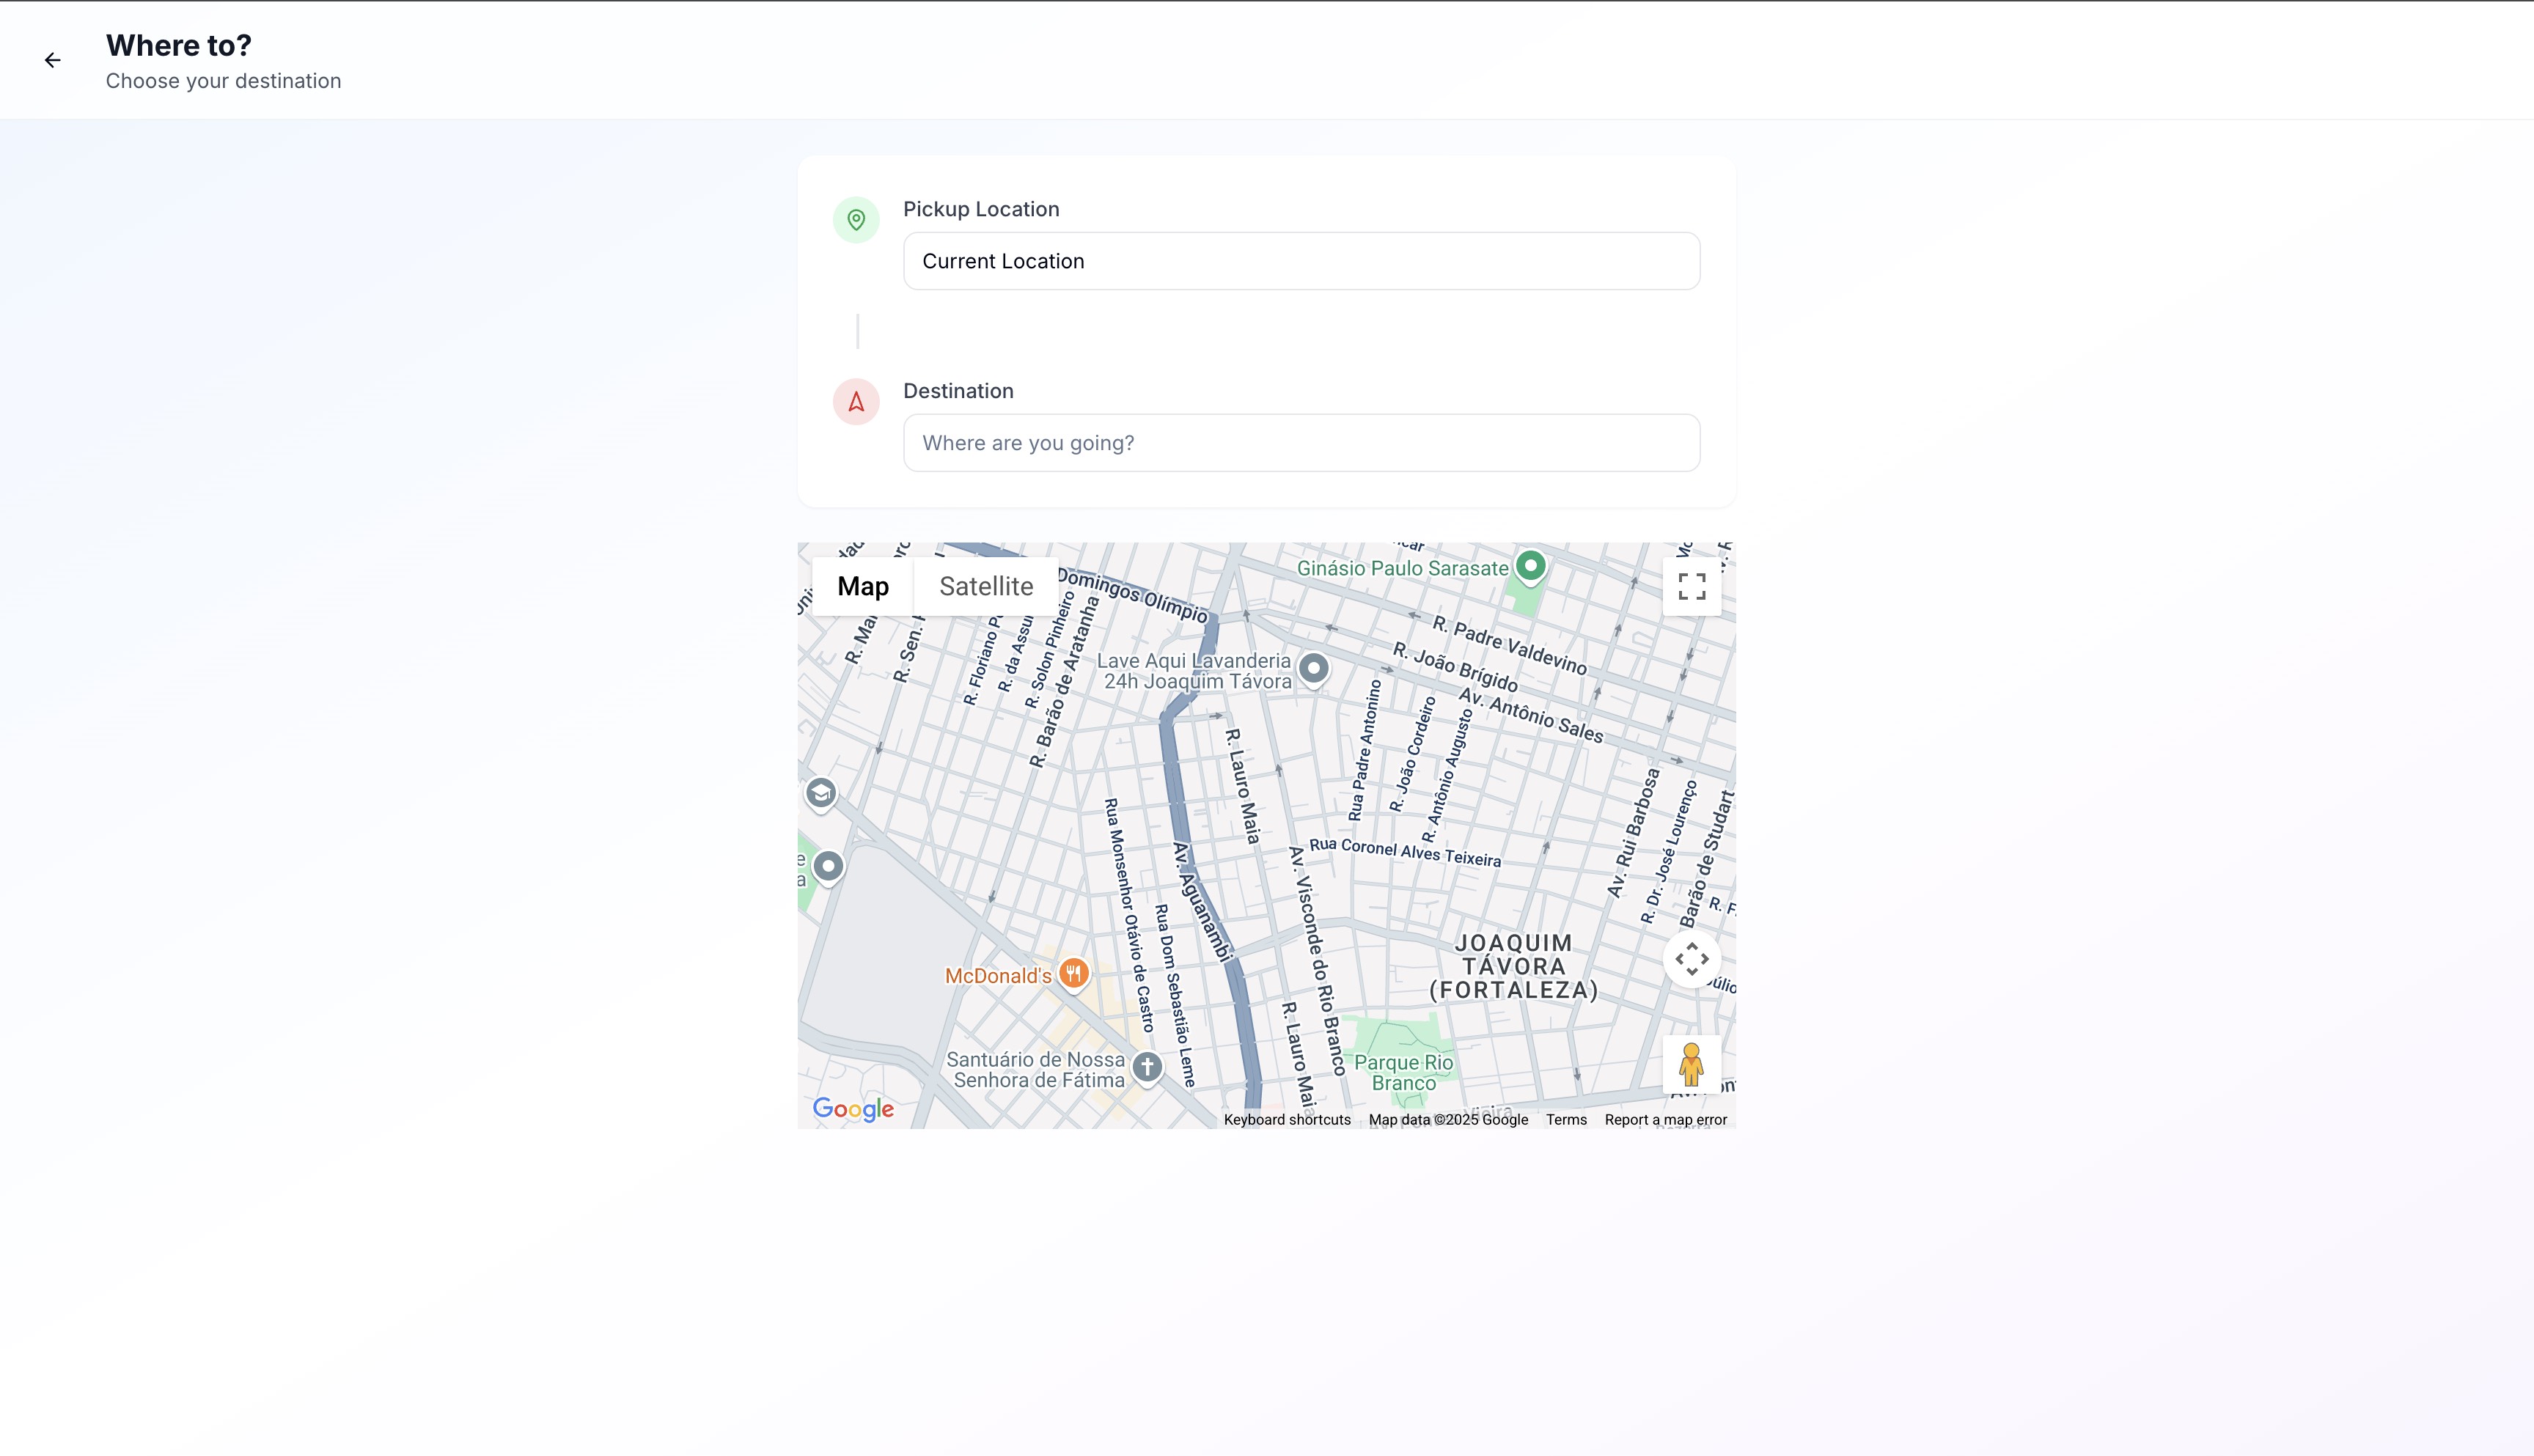 Where to?
Choose your destination
Pickup Location
Current Location
Destination
Where are you going?
Map
Satellite
Domingos Olímpio
Ginásio Paulo Sarasate
R. Padre Valdevino
R. João Brígido
Av. Antônio Sales
Lave Aqui Lavanderia
24h Joaquim Távora
R. Sen.
R. Floriano
R. da Assu
R. Solon Pinheiro
R. Barão de Aratanha
R. Lauro Maia
Rua Padre Antonino
R. João Cordeiro
R. Antônio Augusto
Av. Rui Barbosa
R. Dr. José Lourenço
Barão de Studart
Rua Coronel Alves Teixeira
Rua Monsenhor Otávio de Castro
Av. Aguanambi
Rua Dom Sebastião Leme
Av. Visconde do Rio Branco
JOAQUIM
TÁVORA
(FORTALEZA)
McDonald's
R. Lauro Maia
Santuário de Nossa
Senhora de Fátima
Parque Rio
Branco
Google
Keyboard shortcuts
Map data ©2025 Google
Terms
Report a map error